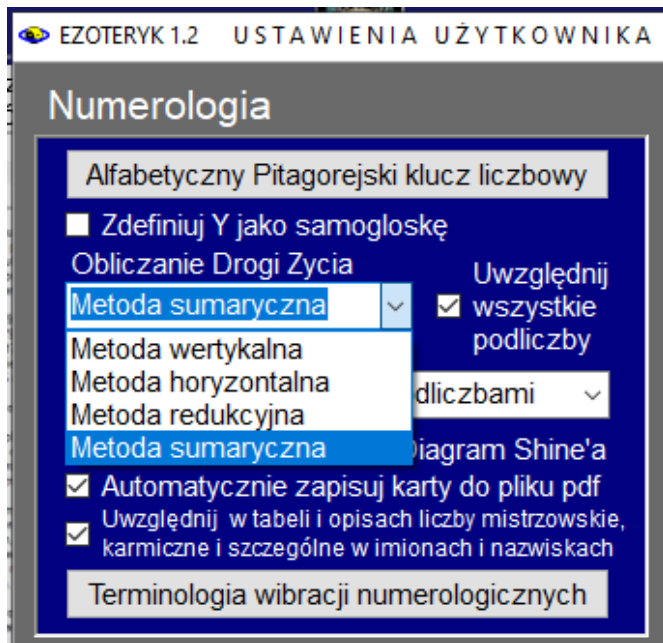 EZOTERYK 1.2 USTAWIENIA UŻYTKOWNIKA
Numerologia
Alfabetyczny Pitagorejski klucz liczbowy
Zdefiniuj Y jako samogloskę
Obliczanie Drogi Zycia
Uwzględnij
wszystkie
podliczby
Metoda sumaryczna
Metoda wertykalna
Metoda horyzontalna
Metoda redukcyjna
Metoda sumaryczna
dliczbami
Diagram Shine'a
Automatycznie zapisuj karty do pliku pdf
Uwzględnij w tabeli i opisach liczby mistrzowskie,
karmiczne i szczególne w imionach i nazwiskach
Terminologia wibracji numerologicznych